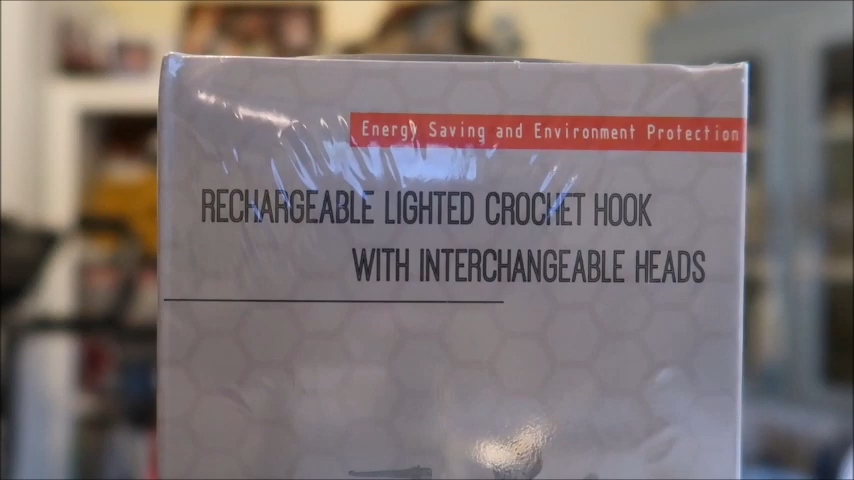 Energy Saving and Environment Protection
RECHARGEABLE LIGHTED CROCHET HOOK
WITH INTERCHANGEABLE HEADS